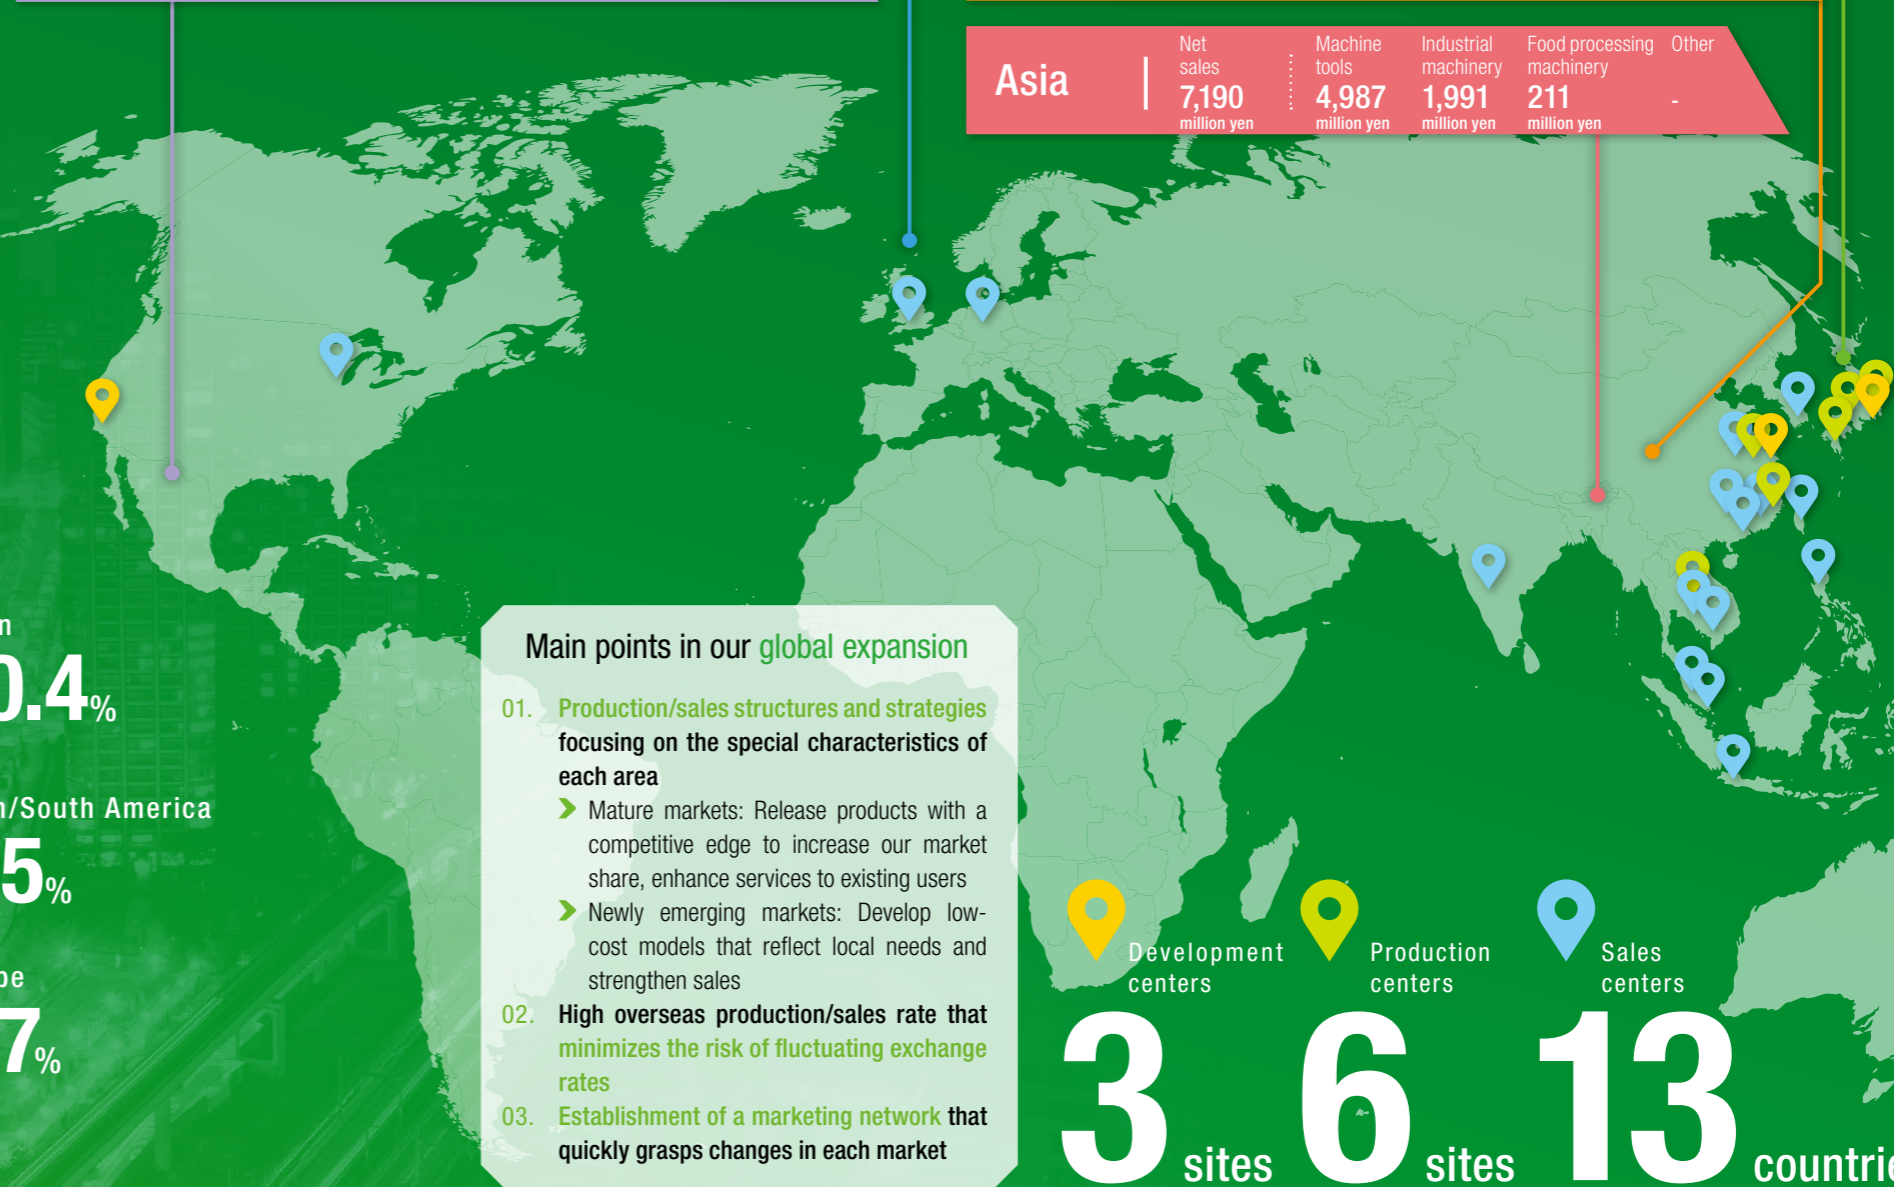 Asia
Net
sales
7,190
million yen
Machine
tools
4,987
million yen
Industrial
machinery
1,991
million yen
Food processing
machinery
211
million yen
Other
-
0.4%
/South America
5%
7%
Main points in our global expansion
01. Production/sales structures and strategies
focusing on the special characteristics of
each area
Mature markets: Release products with a
competitive edge to increase our market
share, enhance services to existing users
Newly emerging markets: Develop low-
cost models that reflect local needs and
strengthen sales
02. High overseas production/sales rate that
minimizes the risk of fluctuating exchange
rates
03. Establishment of a marketing network that
quickly grasps changes in each market
Development
centers
3 sites
Production
centers
6 sites
Sales
centers
13